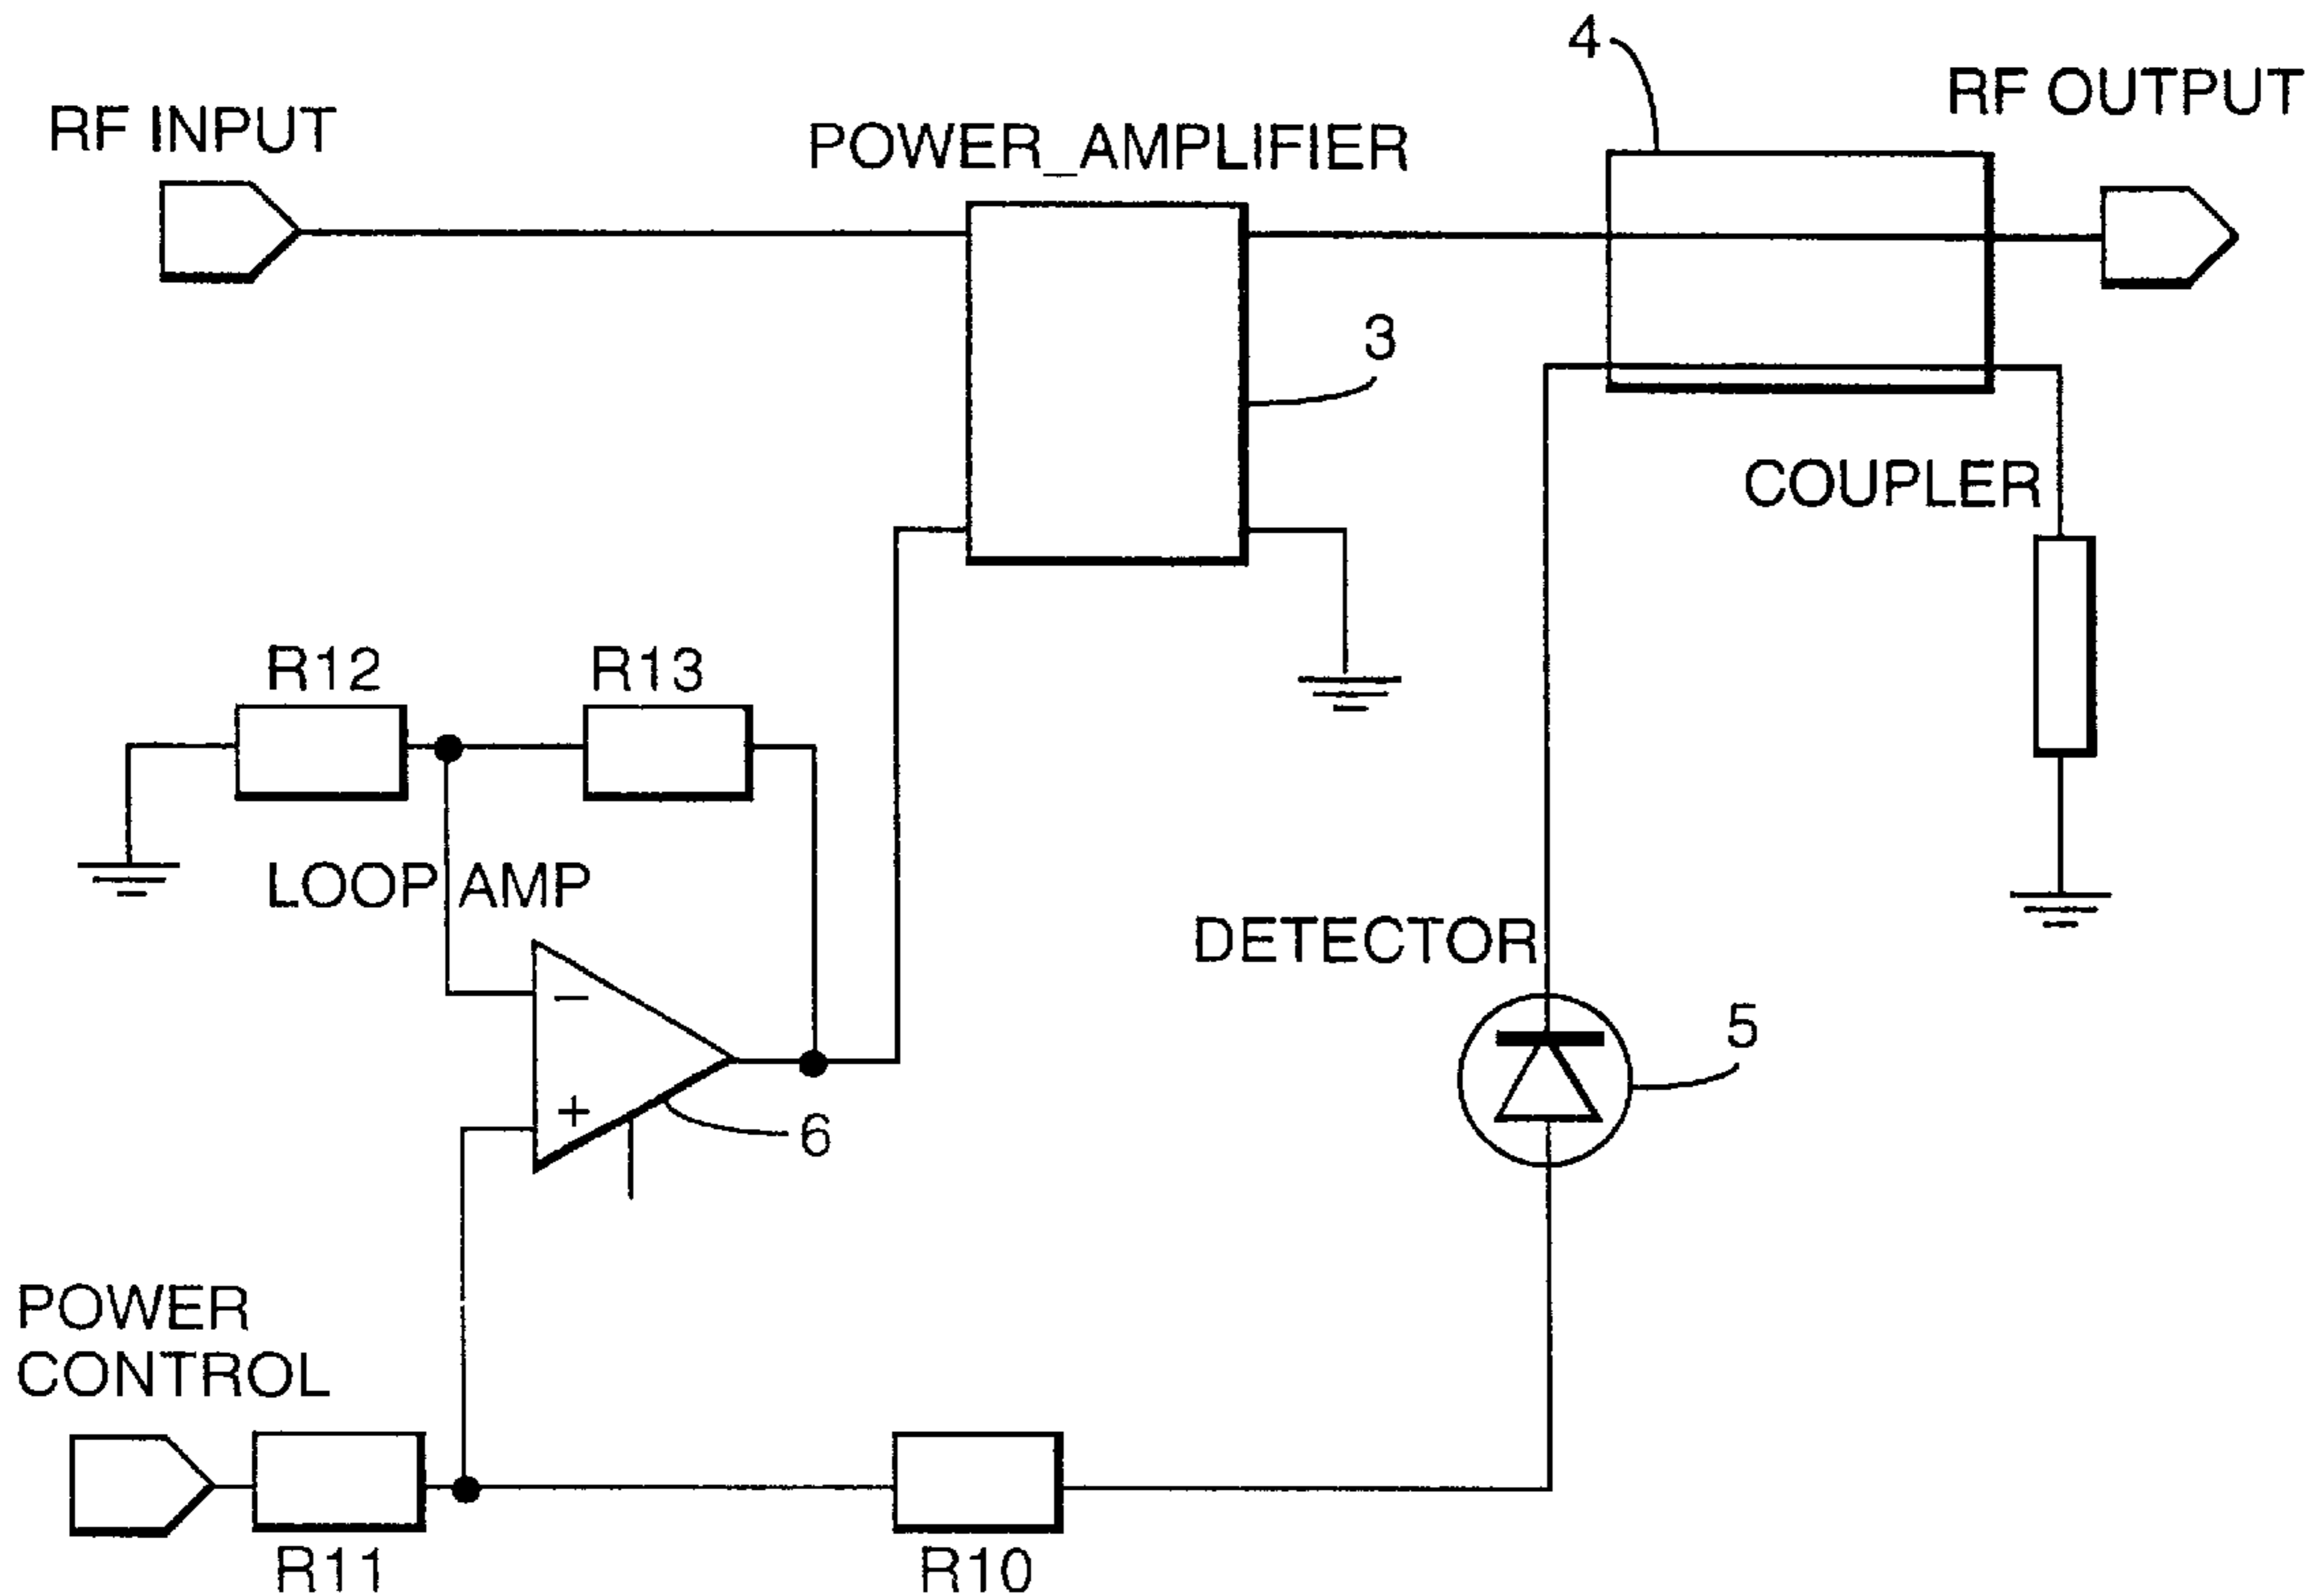 4
RF INPUT
RF OUTPUT
POWER_AMPLIFIER
3
COUPLER
R12
R13
LOOP AMP
DETECTOR
−
5
+
6
POWER
CONTROL
R11
R10